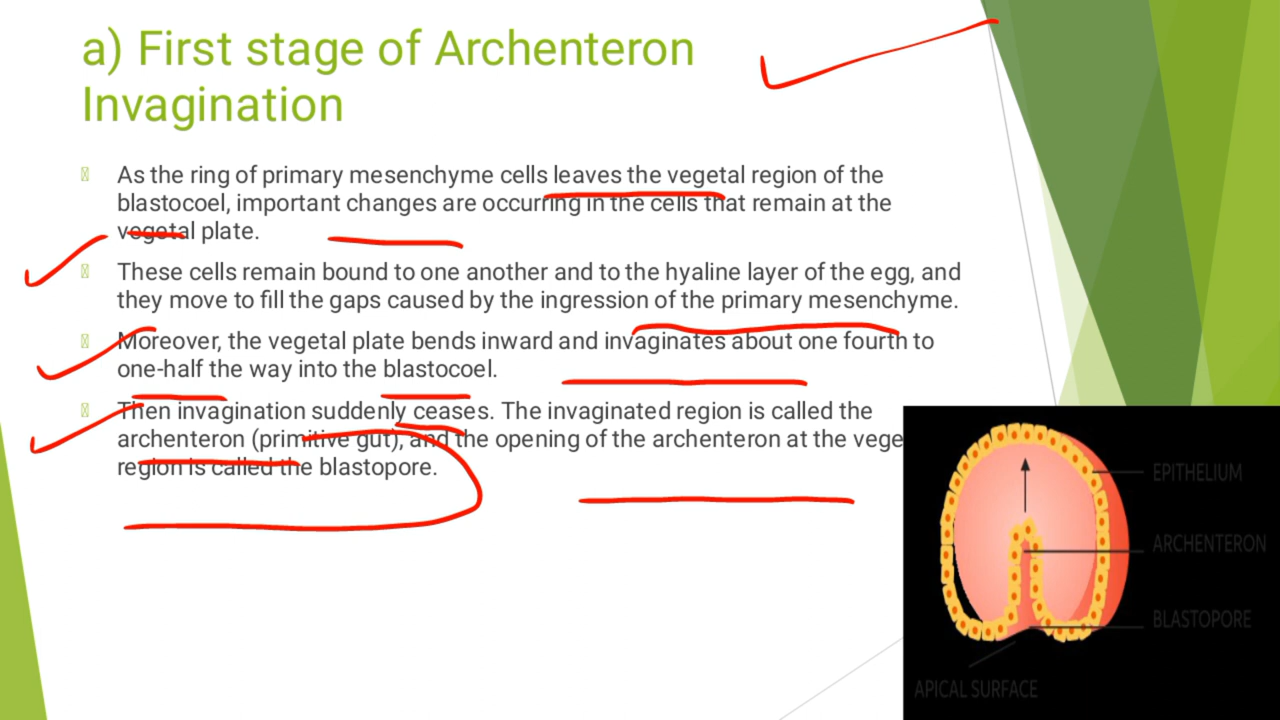 a) First stage of Archenteron
Invagination
As the ring of primary mesenchyme cells leaves the vegetal region of the
blastocoel, important changes are occurring in the cells that remain at the
vegetal plate.
These cells remain bound to one another and to the hyaline layer of the egg, and
they move to fill the gaps caused by the ingression of the primary mesenchyme.
Moreover, the vegetal plate bends inward and invaginates about one fourth to
one-half the way into the blastocoel.
Then invagination suddenly ceases. The invaginated region is called the
archenteron (primitive gut), and the opening of the archenteron at the vege
region is called the blastopore.
EPITHELIUM
ARCHENTERON
BLASTOPORE
APICAL SURFACE